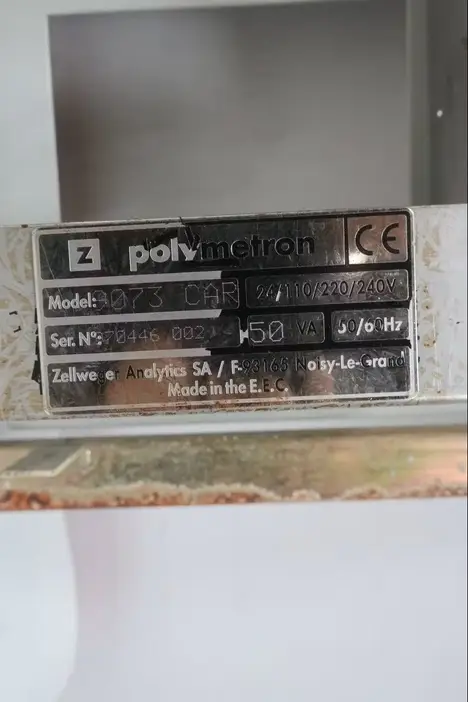 Z polymetron CE
Model: 9073 CAR 24/110/220/240V
Ser. N°: 70446 002 50 VA 50/60Hz
Zellweger Analytics SA / F-93165 Noisy-Le-Grand
Made in the E.E.C.